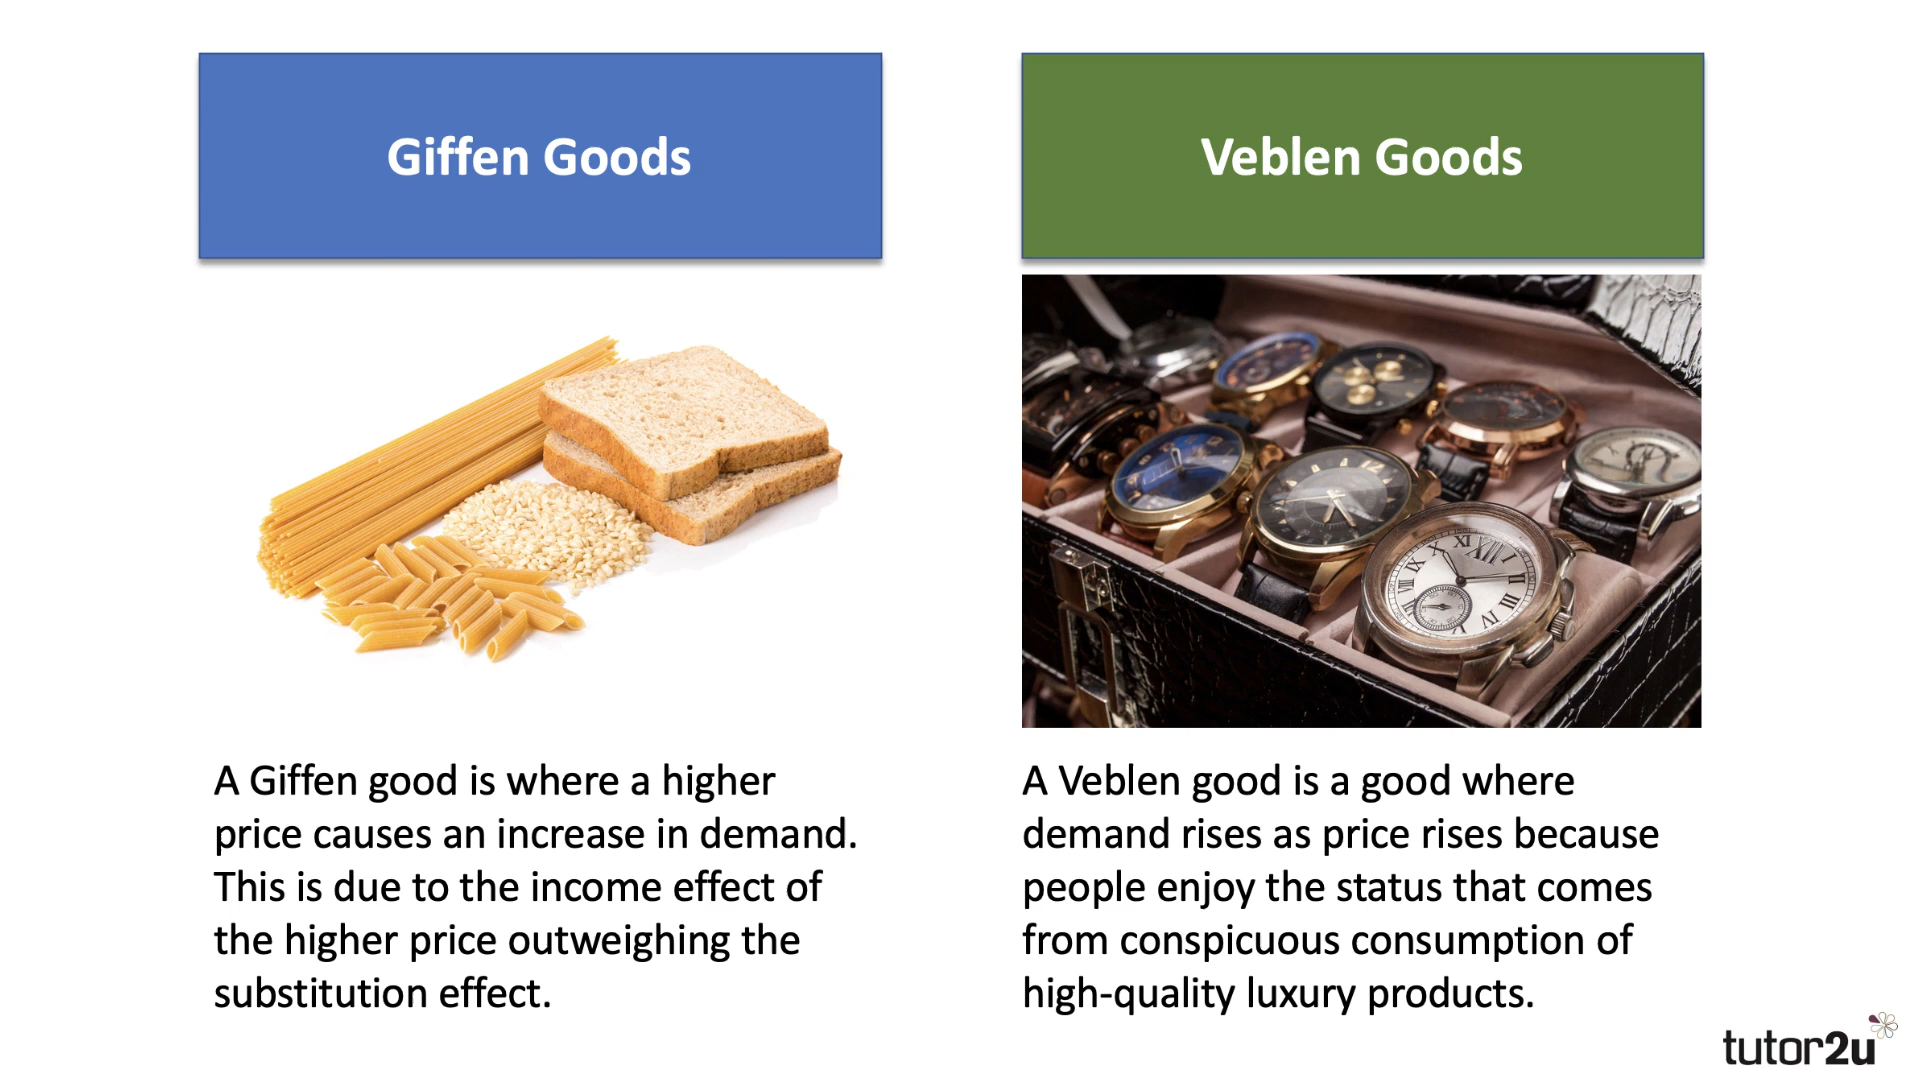 Giffen Goods
Veblen Goods
A Giffen good is where a higher
price causes an increase in demand.
This is due to the income effect of
the higher price outweighing the
substitution effect.
A Veblen good is a good where
demand rises as price rises because
people enjoy the status that comes
from conspicuous consumption of
high-quality luxury products.
tutor2u